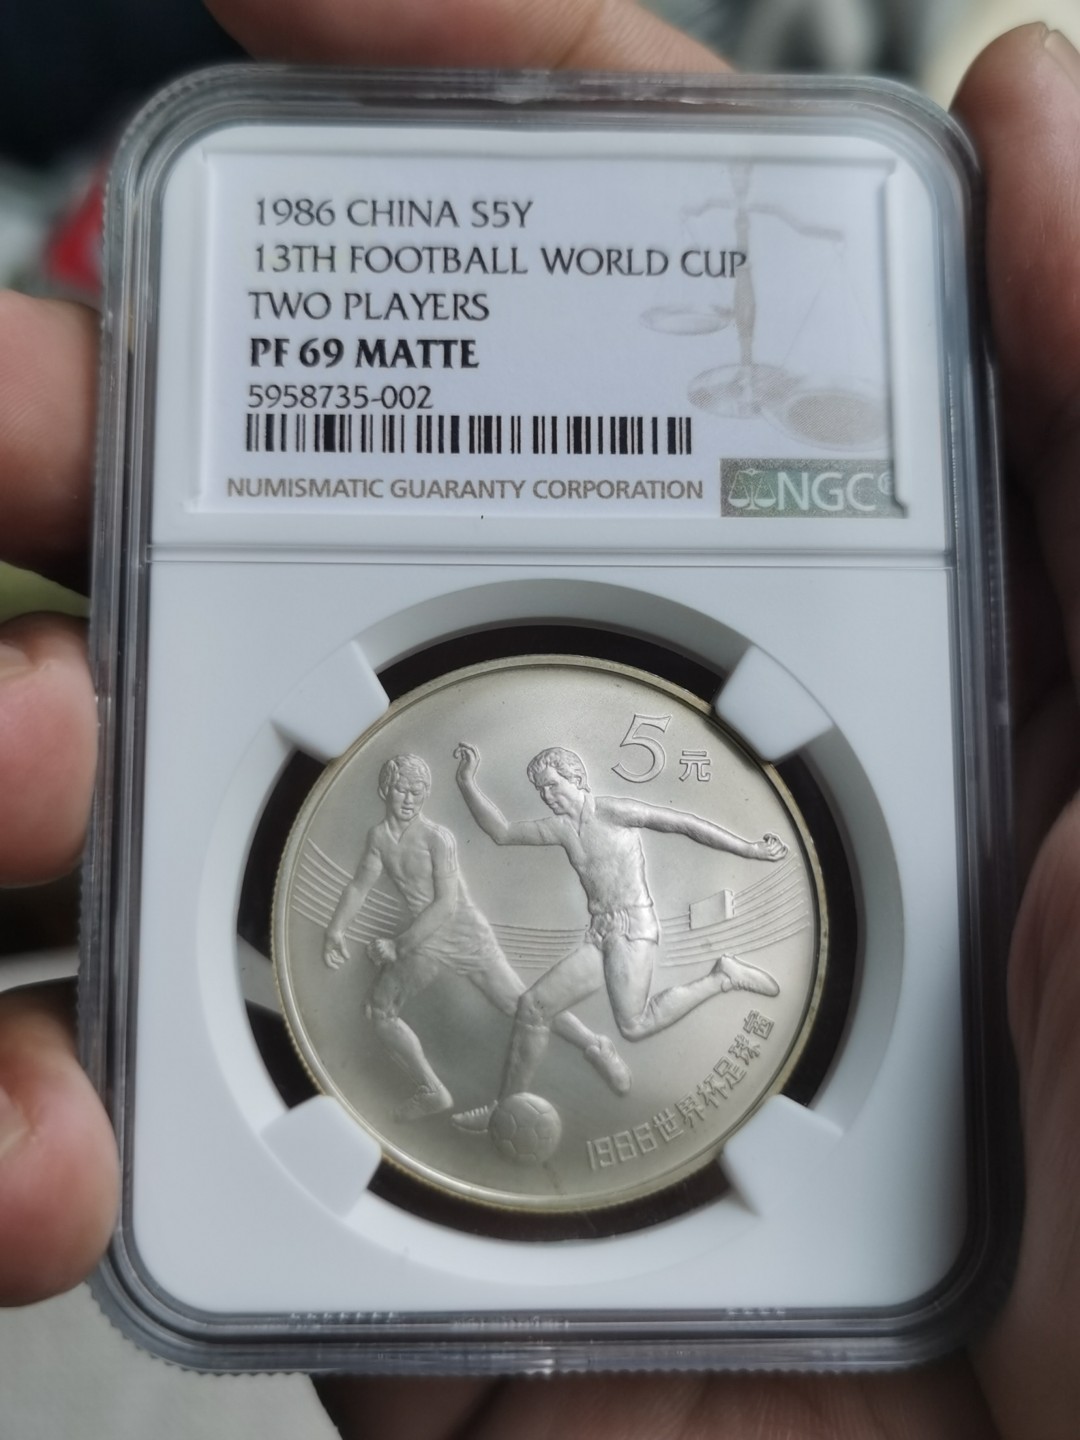 1986 CHINA S5Y
13TH FOOTBALL WORLD CUP
TWO PLAYERS
PF 69 MATTE
5958735-002
NUMISMATIC GUARANTY CORPORATION
NGC®
5元
1986世界杯足球赛